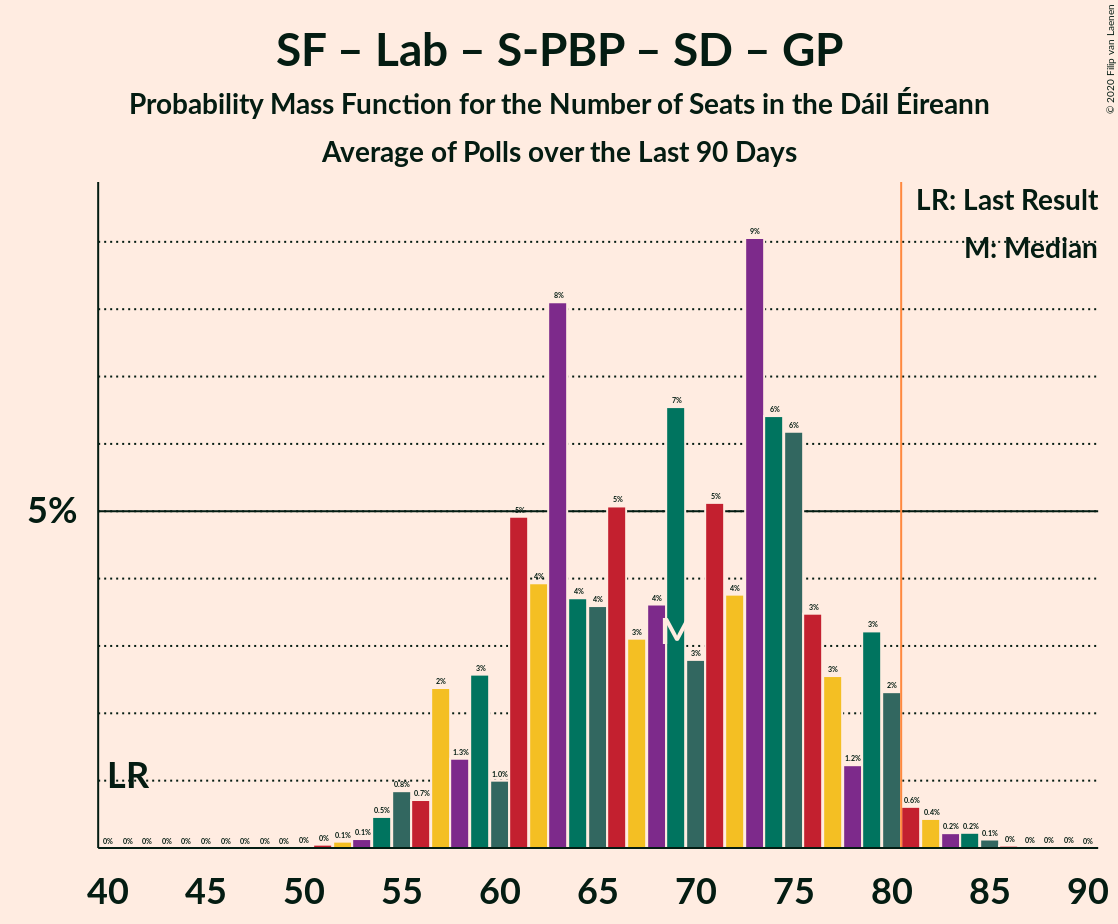 SF – Lab – S-PBP – SD – GP
Probability Mass Function for the Number of Seats in the Dáil Éireann
Average of Polls over the Last 90 Days
© 2020 Filip van Laenen
LR: Last Result
M: Median
5%
LR
M
0% 0% 0% 0% 0% 0% 0% 0% 0% 0% 0% 0% 0.1% 0.1% 0.5% 0.8% 0.7% 2% 1.3% 3% 1.0% 5% 4% 8% 4% 4% 5% 3% 4% 7% 3% 5% 4% 9% 6% 6% 3% 3% 1.2% 3% 2% 0.6% 0.4% 0.2% 0.2% 0.1% 0% 0% 0% 0% 0%
40 45 50 55 60 65 70 75 80 85 90